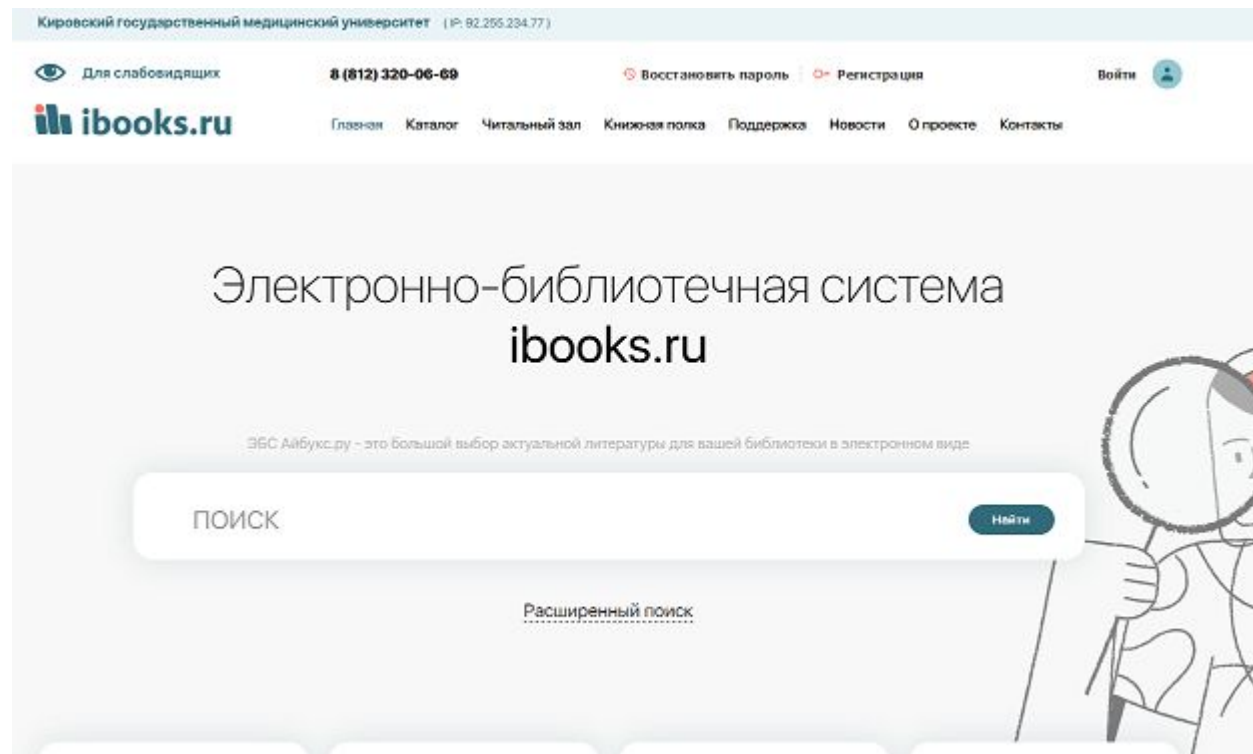 Кировский государственный медицинский университет ( IP: 92.255.234.77 )
Для слабовидящих 8 (812) 320-06-69 Восстановить пароль Регистрация Войти
ibooks.ru Главная Каталог Читальный зал Книжная полка Поддержка Новости О проекте Контакты
Электронно-библиотечная система
ibooks.ru
ЭБС Айбукс.ру - это большой выбор актуальной литературы для вашей библиотеки в электронном виде
ПОИСК Найти
Расширенный поиск